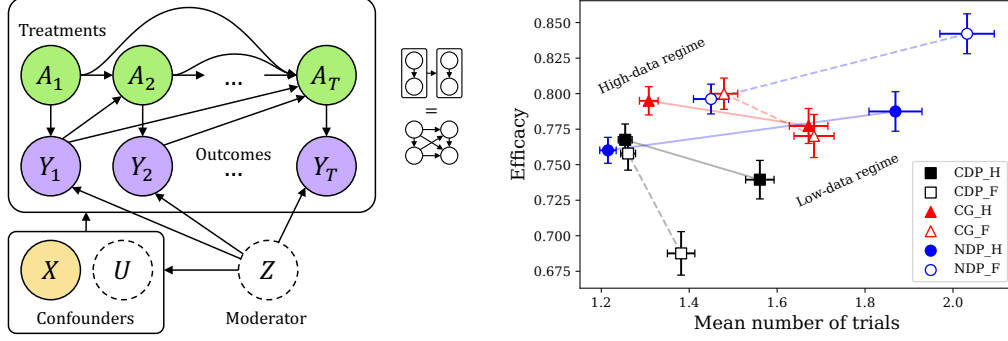 Treatments
A₁
A₂
...
A_T
Y₁
Y₂
Outcomes
...
Y_T
X
U
Z
Confounders
Moderator
=
Efficacy
0.850
0.825
0.800
0.775
0.750
0.725
0.700
0.675
High-data regime
Low-data regime
CDP_H
CDP_F
CG_H
CG_F
NDP_H
NDP_F
1.2
1.4
1.6
1.8
2.0
Mean number of trials